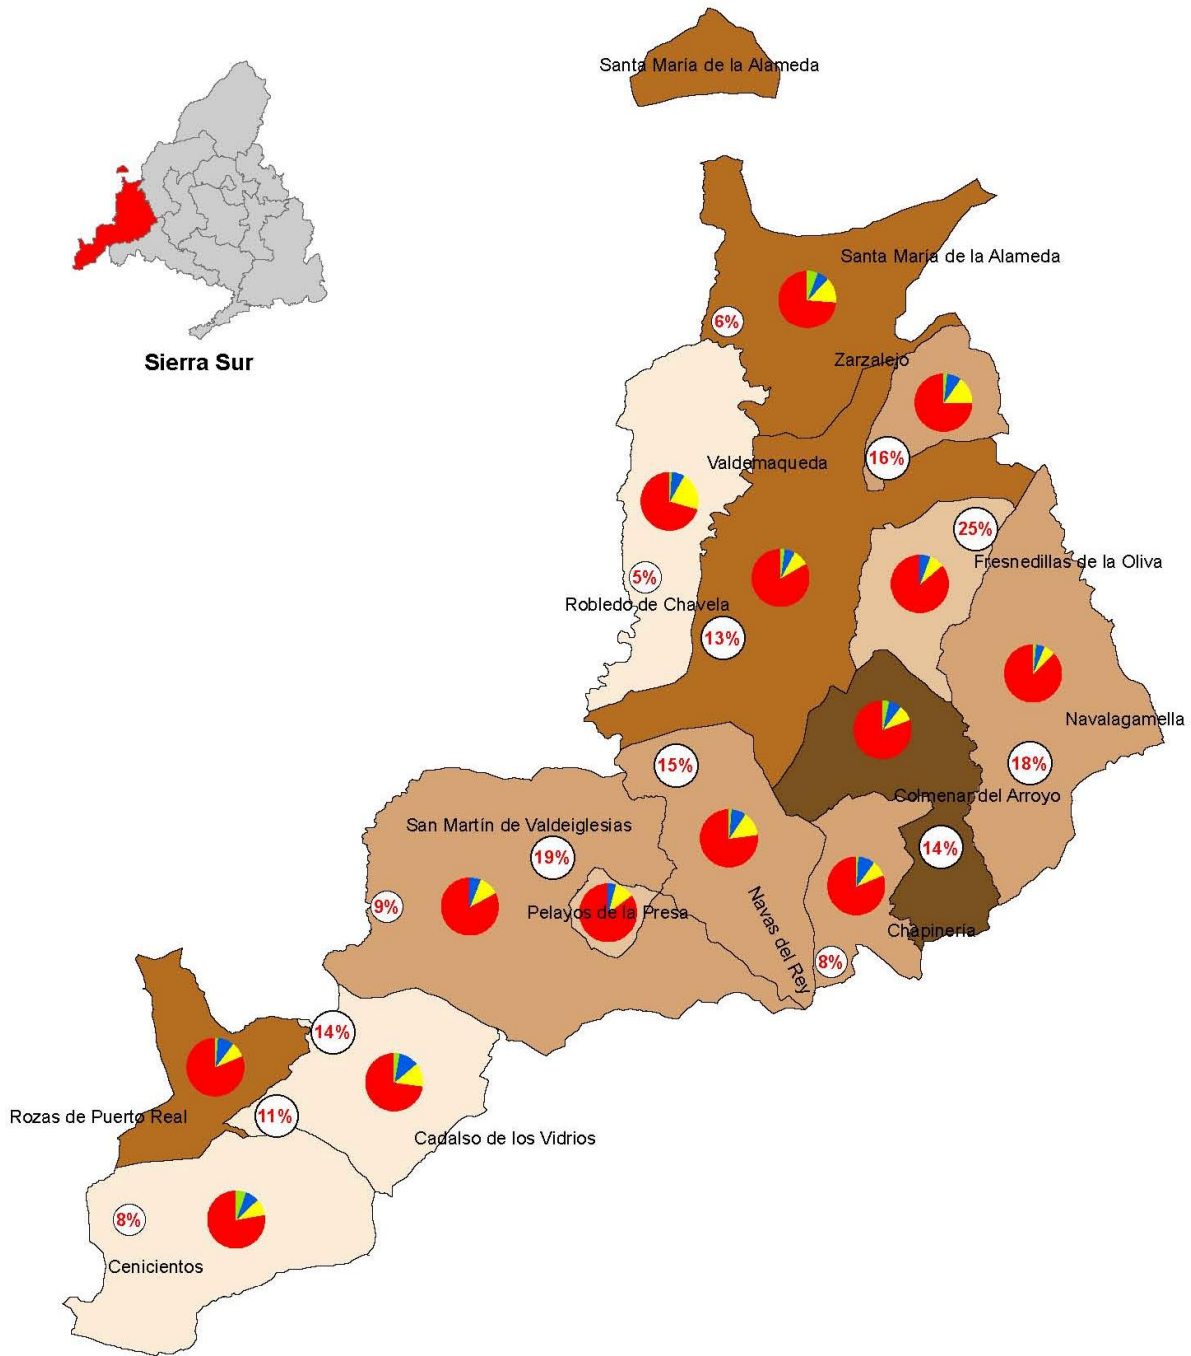 Santa María de la Alameda
Sierra Sur
Santa María de la Alameda
6%
Zarzalejo
16%
Valdemaqueda
25%
Fresnedillas de la Oliva
5%
Robledo de Chavela
13%
Navalagamella
18%
15%
Colmenar del Arroyo
San Martín de Valdeiglesias
14%
19%
9%
Pelayos de la Presa
Navas del Rey
Chapinería
8%
14%
Rozas de Puerto Real
11%
Cadalso de los Vidrios
8%
Cenicientos